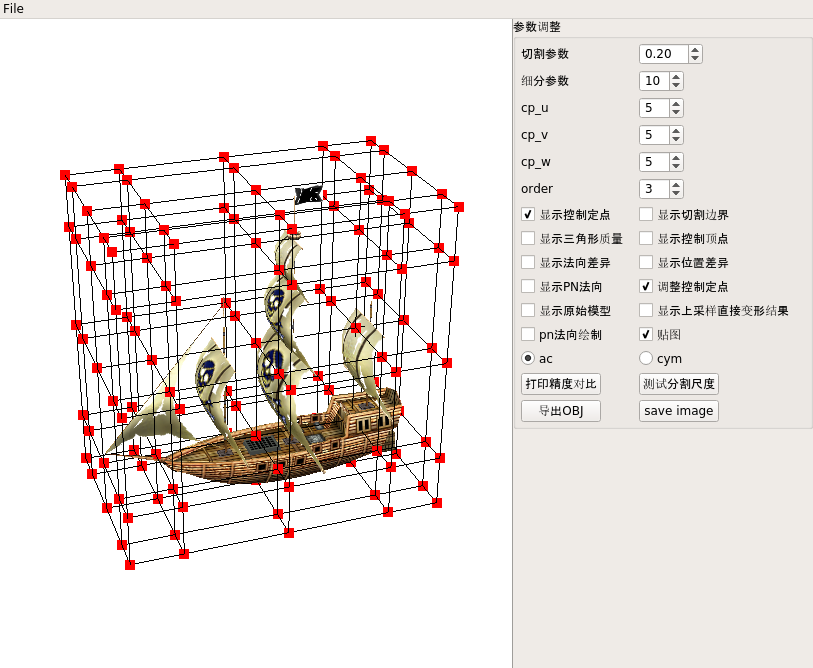 File
参数调整
切割参数 0.20
细分参数 10
cp_u 5
cp_v 5
cp_w 5
order 3
显示控制定点 显示切割边界
显示三角形质量 显示控制顶点
显示法向差异 显示位置差异
显示PN法向 调整控制定点
显示原始模型 显示上采样直接变形结果
pn法向绘制 贴图
ac cym
打印精度对比 测试分割尺度
导出OBJ save image